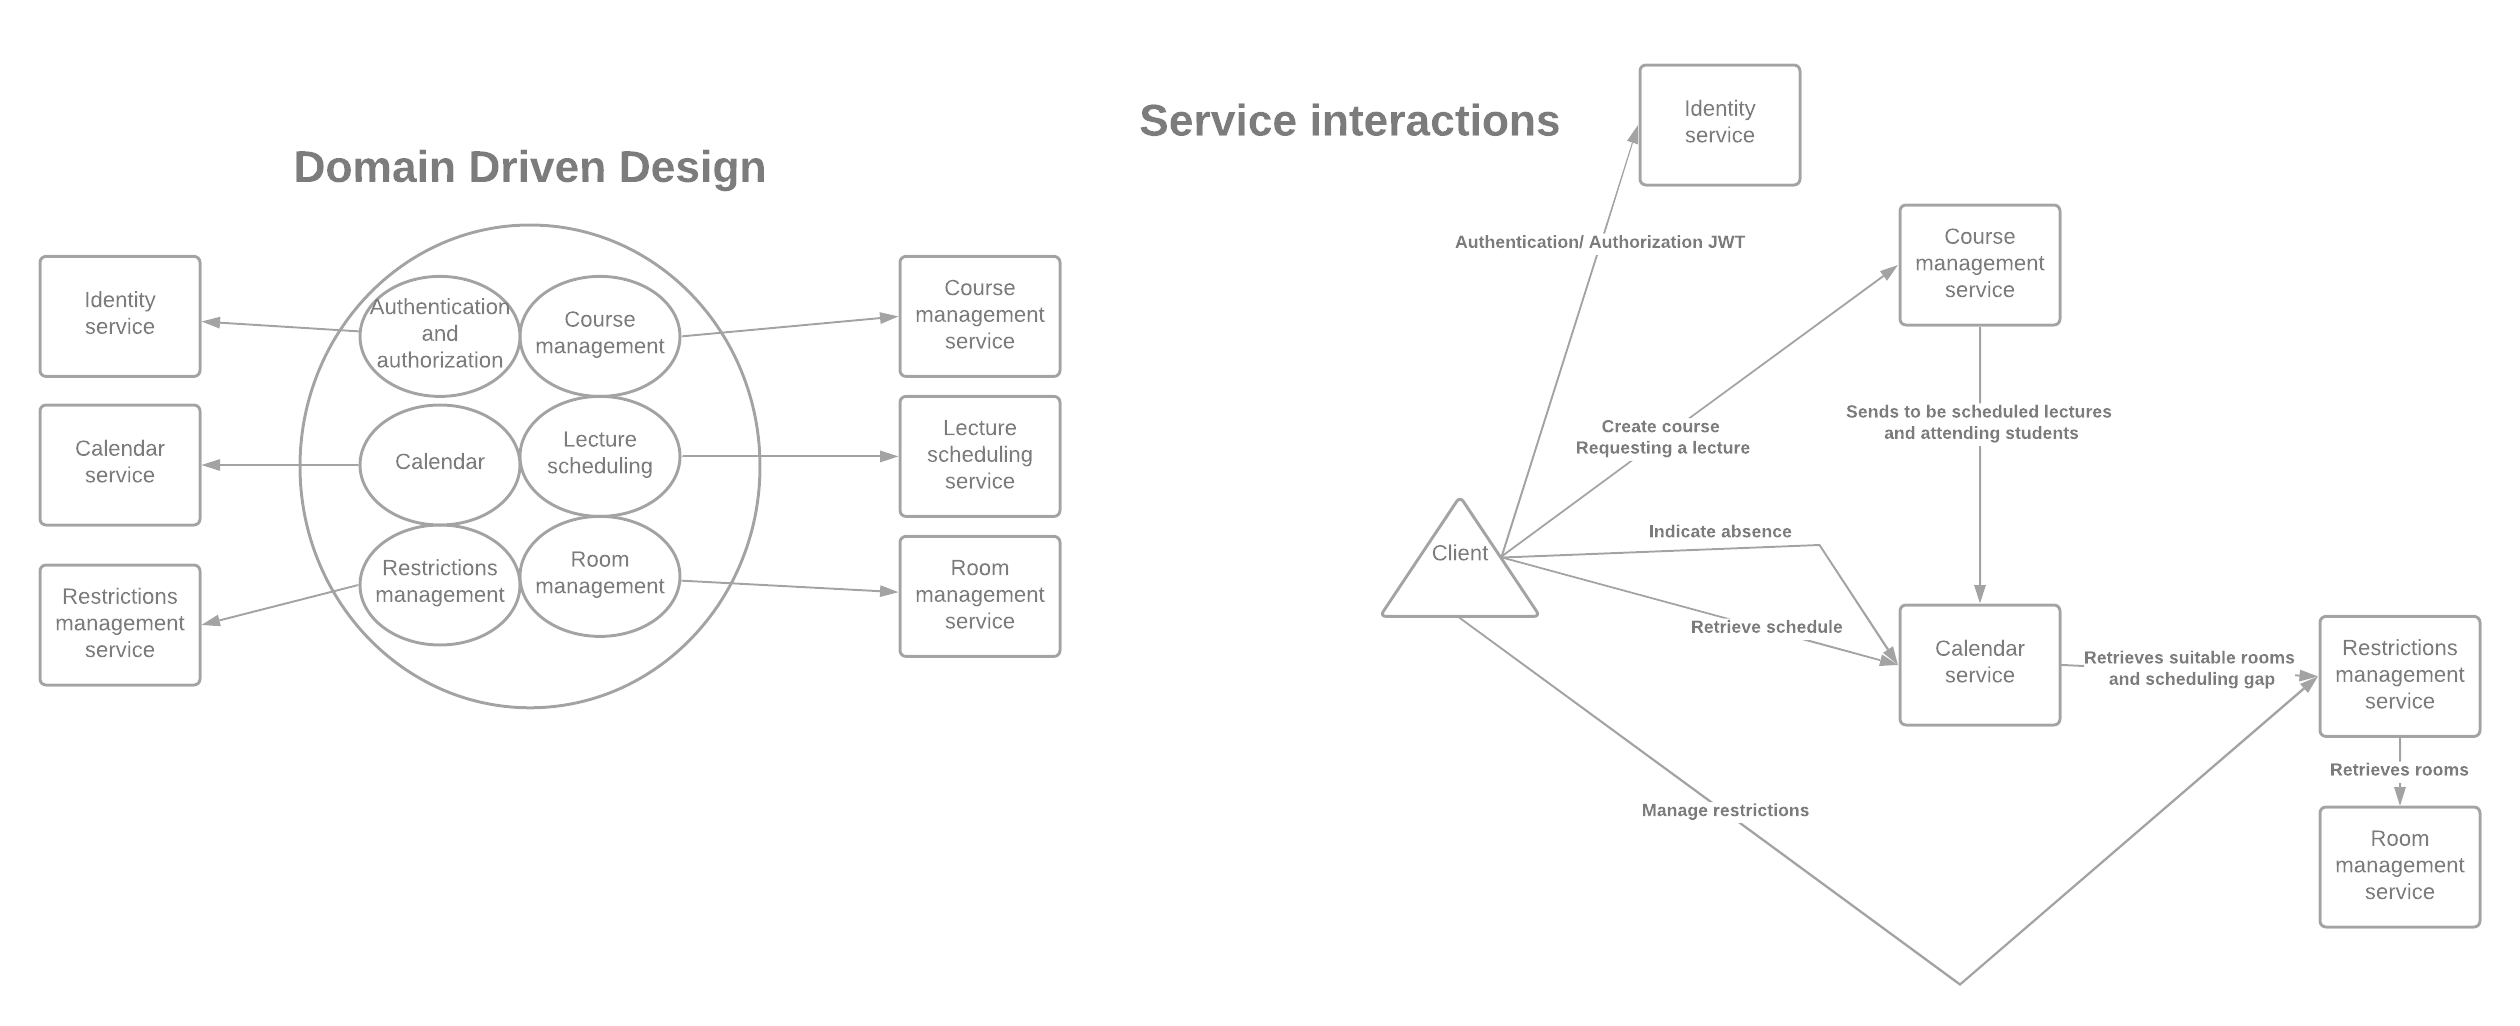 Domain Driven Design
Identity
service
Calendar
service
Restrictions
management
service
Authentication
and
authorization
Course
management
Calendar
Lecture
scheduling
Restrictions
management
Room
management
Course
management
service
Lecture
scheduling
service
Room
management
service
Service interactions
Identity
service
Authentication/ Authorization JWT
Course
management
service
Create course
Requesting a lecture
Sends to be scheduled lectures
and attending students
Client
Indicate absence
Retrieve schedule
Calendar
service
Retrieves suitable rooms
and scheduling gap
Restrictions
management
service
Retrieves rooms
Manage restrictions
Room
management
service